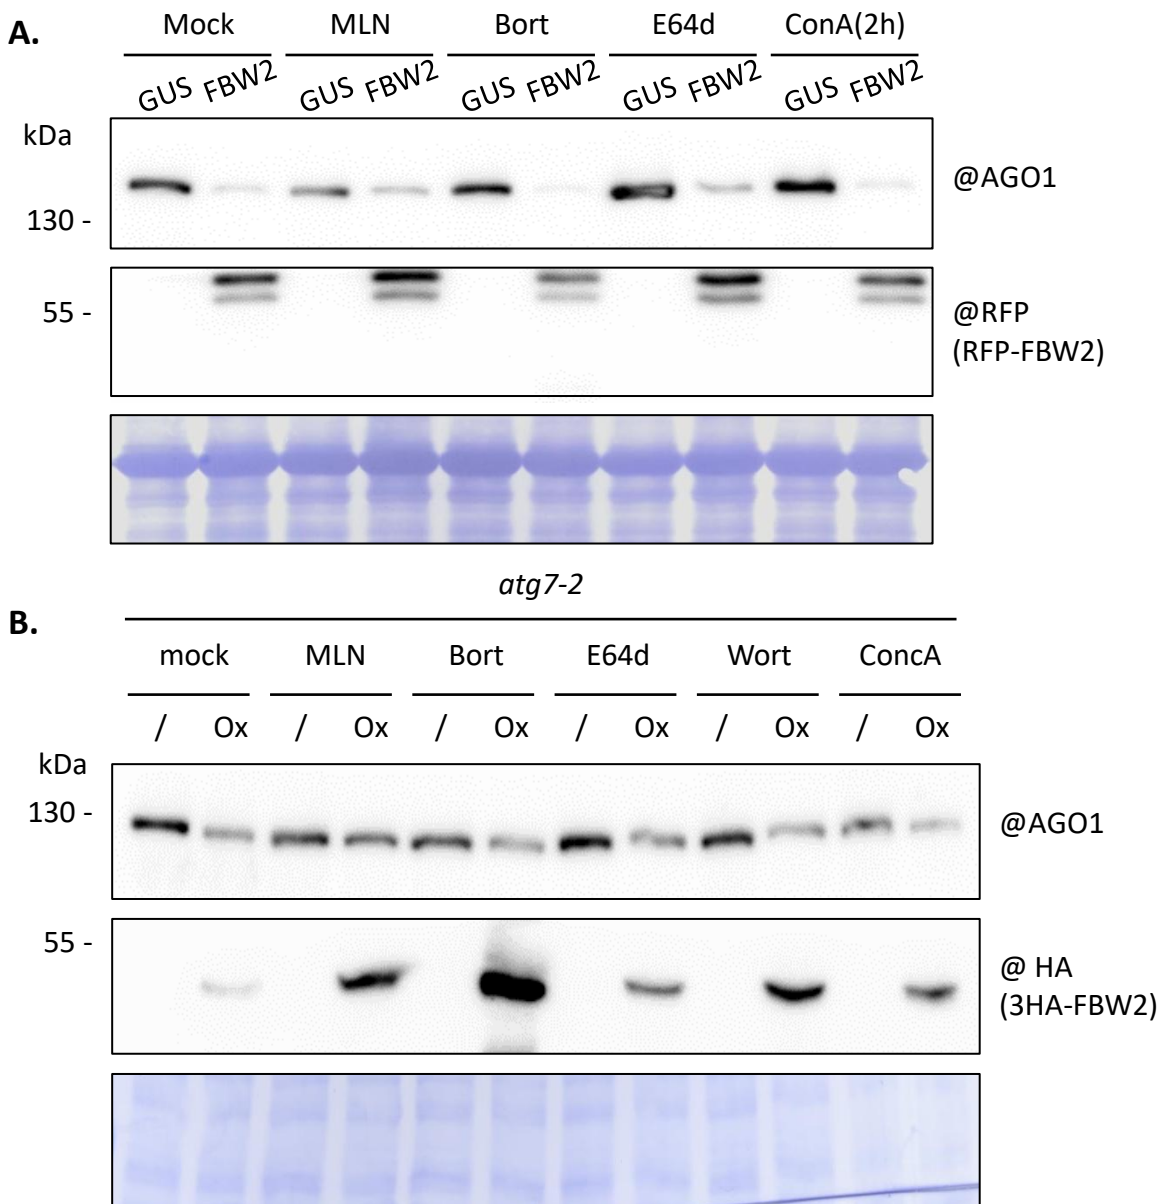 A.
Mock MLN Bort E64d ConA(2h)
GUS FBW2 GUS FBW2 GUS FBW2 GUS FBW2 GUS FBW2
kDa
@AGO1
130 -
55 -
@RFP
(RFP-FBW2)
atg7-2
B.
mock MLN Bort E64d Wort ConcA
/ Ox / Ox / Ox / Ox / Ox / Ox
kDa
130 -
@AGO1
55 -
@ HA
(3HA-FBW2)